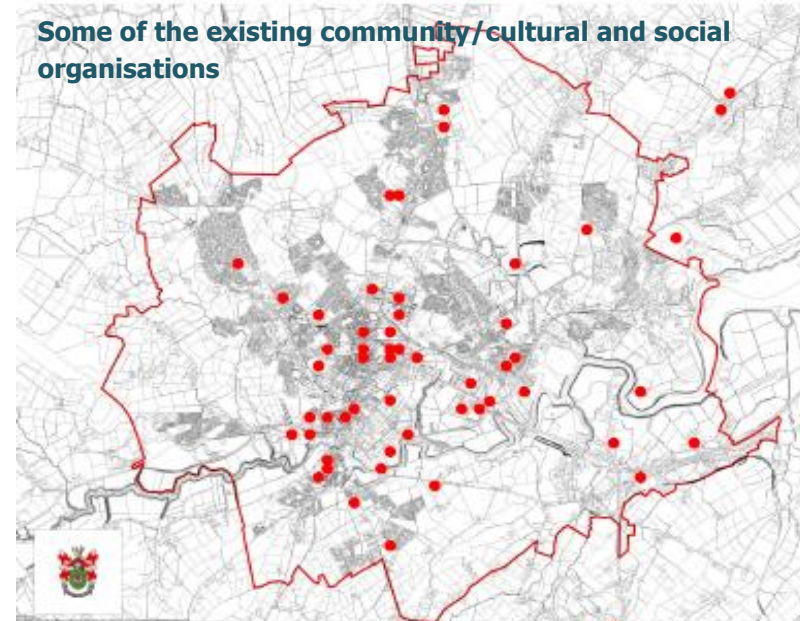 Some of the existing community/cultural and social
organisations